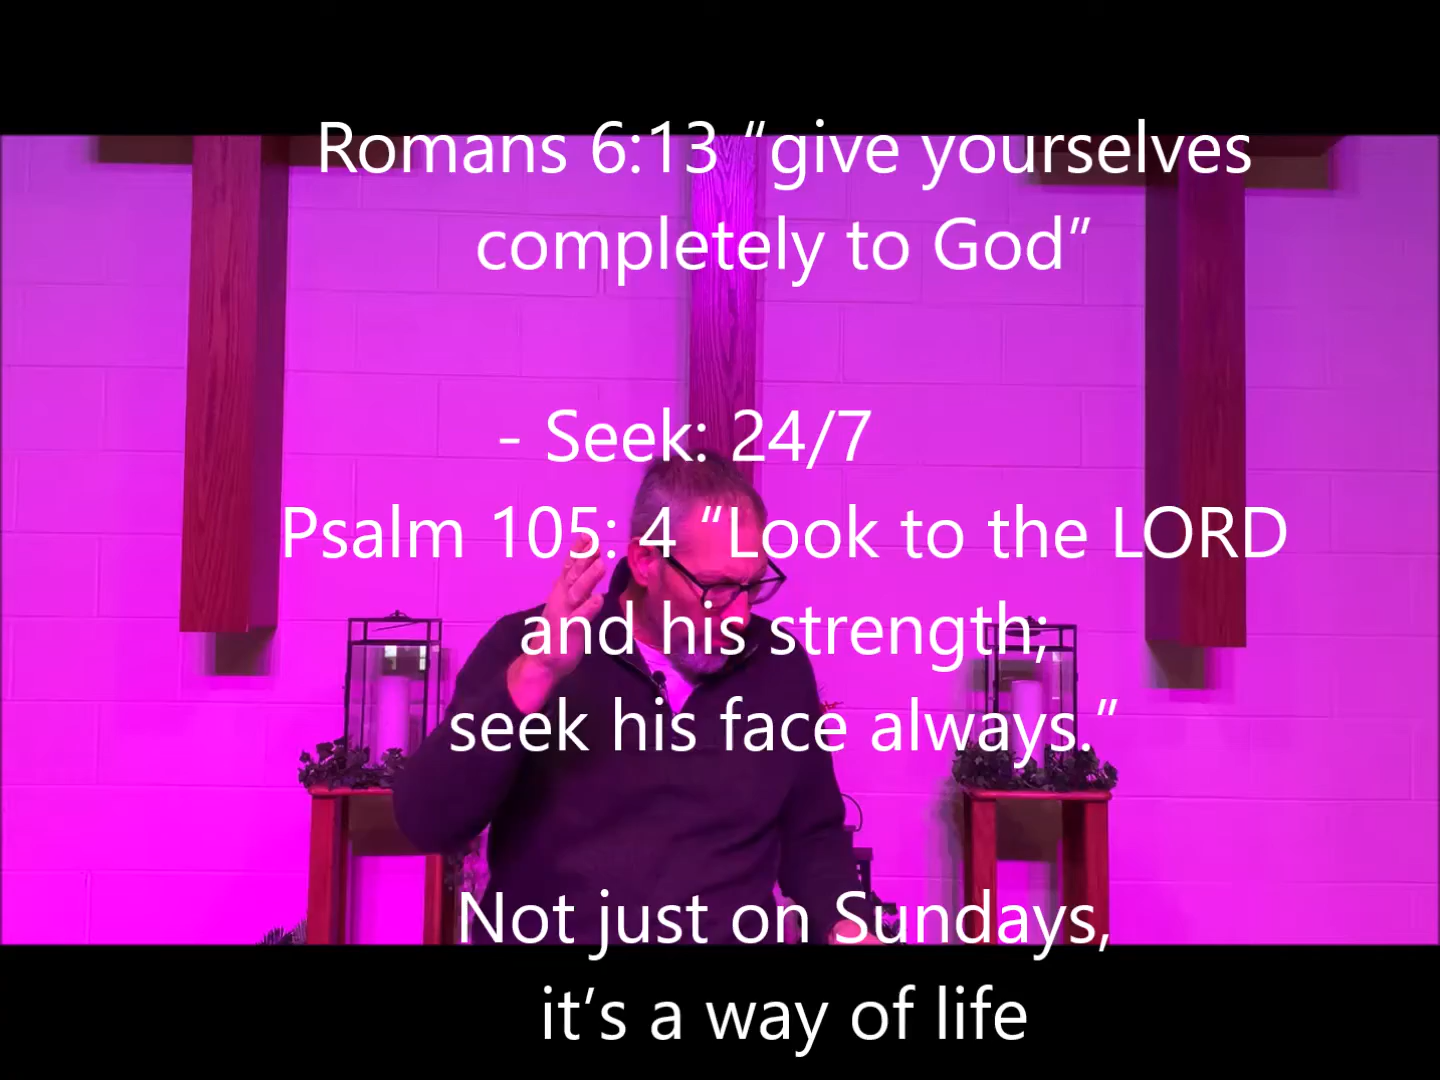 Romans 6:13 “give yourselves
completely to God”
- Seek: 24/7
Psalm 105: 4 “Look to the LORD
and his strength;
seek his face always.”
Not just on Sundays,
it’s a way of life